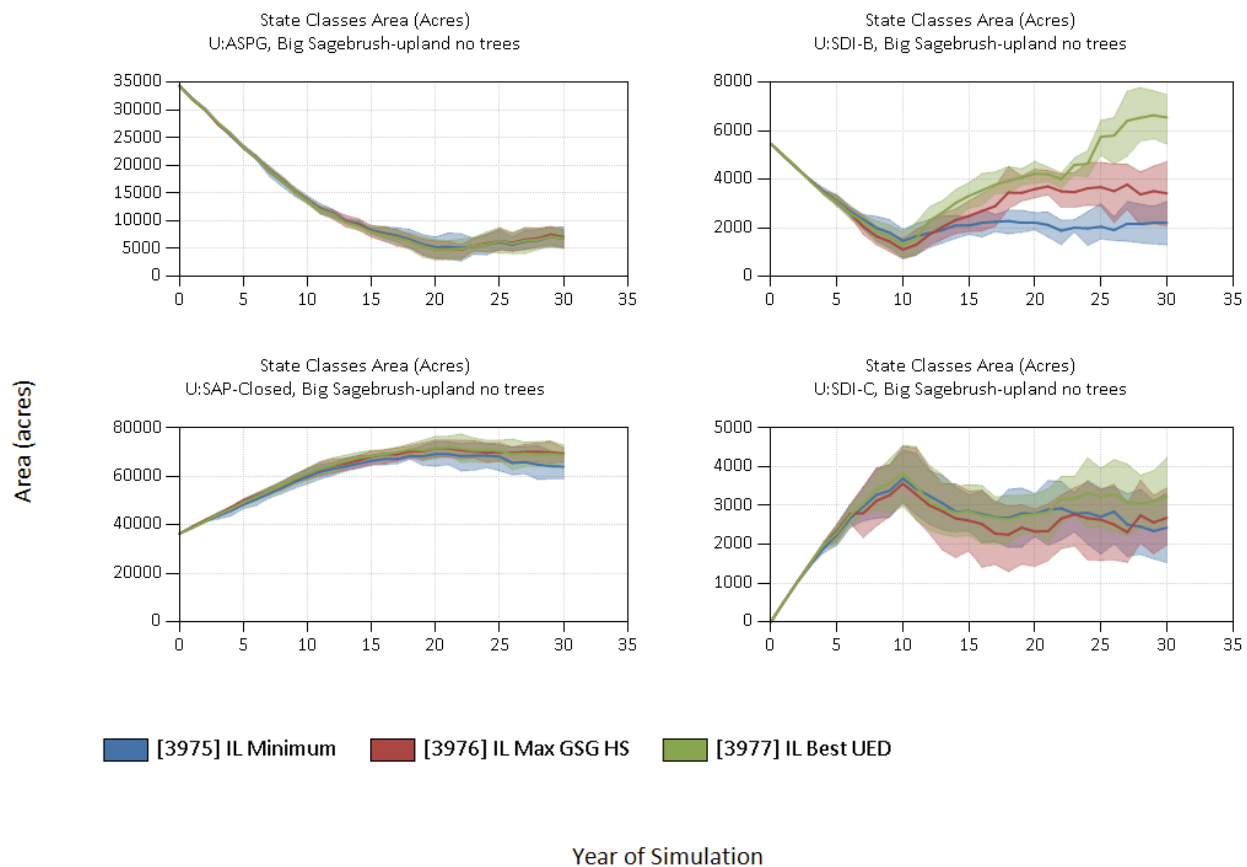 State Classes Area (Acres)
U:ASPG, Big Sagebrush-upland no trees
35000
30000
25000
20000
15000
10000
5000
0
0 5 10 15 20 25 30 35
State Classes Area (Acres)
U:SDI-B, Big Sagebrush-upland no trees
8000
6000
4000
2000
0
0 5 10 15 20 25 30 35
Area (acres)
State Classes Area (Acres)
U:SAP-Closed, Big Sagebrush-upland no trees
80000
60000
40000
20000
0
0 5 10 15 20 25 30 35
State Classes Area (Acres)
U:SDI-C, Big Sagebrush-upland no trees
5000
4000
3000
2000
1000
0
0 5 10 15 20 25 30 35
[3975] IL Minimum [3976] IL Max GSG HS [3977] IL Best UED
Year of Simulation